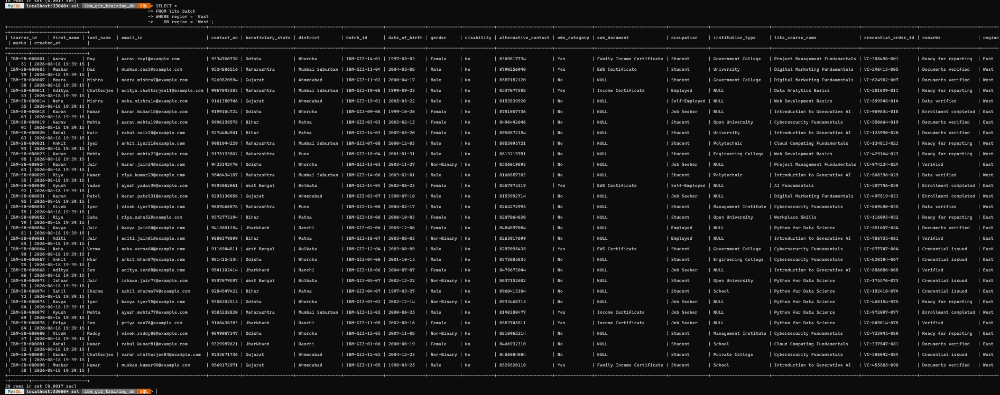 10 rows in set (0.0017 sec)
MySQL localhost:33060+ ssl ibm_giz_training_db SQL > SELECT *
-> FROM lite_batch
-> WHERE region = 'East'
-> OR region = 'West';
| learner_id | first_name | last_name | email_id | contact_no | beneficiary_state | district | batch_id | date_of_birth | gender | disability | alternative_contact | ews_category | ews_document | occupation | institution_type | lite_course_name | credential_order_id | remarks | region
| marks | created_at |
| IBM-SB-000001 | Aarav | Roy | aarav.roy1@example.com | 9334760738 | Odisha | Khordha | IBM-GIZ-14-01 | 1997-05-03 | Female | No | 8349817734 | Yes | Family Income Certificate | Student | Government College | Project Management Fundamentals | VC-308496-001 | Ready for reporting | East
| 51 | 2026-08-18 19:39:15 |
| IBM-SB-000005 | Muskan | Das | muskan.das5@example.com | 9524806516 | Maharashtra | Mumbai Suburban | IBM-GIZ-11-04 | 2004-05-08 | Male | No | 8790256940 | Yes | EWS Certificate | Student | University | Digital Marketing Fundamentals | VC-246413-005 | Documents verified | West
| 79 | 2026-08-18 19:39:15 |
| IBM-SB-000007 | Meera | Mishra | meera.mishra7@example.com | 9269820594 | Gujarat | Ahmedabad | IBM-GIZ-11-02 | 2000-04-17 | Male | No | 8587182120 | No | NULL | Student | Government College | Digital Marketing Fundamentals | VC-624902-007 | Documents verified | West
| 58 | 2026-08-18 19:39:15 |
| IBM-SB-000011 | Aditya | Chatterjee | aditya.chatterjee11@example.com | 9967043303 | Maharashtra | Mumbai Suburban | IBM-GIZ-19-08 | 1999-09-23 | Male | No | 8537077308 | Yes | Income Certificate | Employed | NULL | Data Analytics Basics | VC-201639-011 | Ready for reporting | West
| 53 | 2026-08-18 19:39:15 |
| IBM-SB-000014 | Neha | Mishra | neha.mishra14@example.com | 9161380746 | Gujarat | Ahmedabad | IBM-GIZ-19-01 | 2005-05-22 | Male | No | 8153839920 | No | NULL | Self-Employed | NULL | Web Development Basics | VC-599948-014 | Data verified | West
| 55 | 2026-08-18 19:39:15 |
| IBM-SB-000018 | Karan | Kumar | karan.kumar18@example.com | 9199104722 | Odisha | Khordha | IBM-GIZ-09-08 | 1999-10-26 | Female | No | 8781057736 | No | NULL | Job Seeker | NULL | Introduction to Generative AI | VC-969634-018 | Enrollment completed | East
| 63 | 2026-08-18 19:39:15 |
| IBM-SB-000019 | Aarav | Mehta | aarav.mehta19@example.com | 9996139578 | Bihar | Patna | IBM-GIZ-03-03 | 2003-02-13 | Female | No | 8496442646 | No | NULL | Student | Open University | Cybersecurity Fundamentals | VC-550664-019 | Documents verified | East
| 91 | 2026-08-18 19:39:15 |
| IBM-SB-000020 | Rahul | Nair | rahul.nair20@example.com | 9274484941 | Bihar | Patna | IBM-GIZ-14-03 | 2007-05-20 | Female | No | 8958872154 | No | NULL | Student | University | Introduction to Generative AI | VC-125990-020 | Documents verified | East
| 63 | 2026-08-18 19:39:15 |
| IBM-SB-000021 | Ankit | Iyer | ankit.iyer21@example.com | 9981044229 | Maharashtra | Mumbai Suburban | IBM-GIZ-07-08 | 2000-12-03 | Male | No | 8953995721 | No | NULL | Student | Polytechnic | Cloud Computing Fundamentals | VC-124813-021 | Ready for reporting | West
| 93 | 2026-08-18 19:39:15 |
| IBM-SB-000023 | Karan | Mehta | karan.mehta23@example.com | 9175133802 | Maharashtra | Pune | IBM-GIZ-18-04 | 2001-01-31 | Male | No | 8813219781 | No | NULL | Student | Engineering College | Web Development Basics | VC-429164-023 | Ready for reporting | West
| 98 | 2026-08-18 19:39:15 |
| IBM-SB-000024 | Karan | Jain | karan.jain24@example.com | 9423142470 | Odisha | Khordha | IBM-GIZ-13-03 | 2003-11-27 | Non-Binary | No | 8536019893 | No | NULL | Job Seeker | NULL | Project Management Fundamentals | VC-974224-024 | Verified | East
| 63 | 2026-08-18 19:39:15 |
| IBM-SB-000029 | Riya | Kumar | riya.kumar29@example.com | 9546434187 | Maharashtra | Mumbai Suburban | IBM-GIZ-14-06 | 2003-02-01 | Male | No | 8166857303 | No | NULL | Student | Polytechnic | Introduction to Generative AI | VC-508396-029 | Data verified | West
| 55 | 2026-08-18 19:39:15 |
| IBM-SB-000030 | Ayush | Yadav | ayush.yadav30@example.com | 9393062061 | West Bengal | Kolkata | IBM-GIZ-14-04 | 2002-06-23 | Female | No | 8567975319 | Yes | EWS Certificate | Self-Employed | NULL | AI Fundamentals | VC-507746-030 | Enrollment completed | East
| 92 | 2026-08-18 19:39:15 |
| IBM-SB-000031 | Karan | Patel | karan.patel31@example.com | 9295130056 | Gujarat | Ahmedabad | IBM-GIZ-03-07 | 1998-07-10 | Male | No | 8153992714 | No | NULL | Job Seeker | NULL | Digital Marketing Fundamentals | VC-497519-031 | Enrollment completed | West
| 95 | 2026-08-18 19:39:15 |
| IBM-SB-000035 | Vivek | Iyer | vivek.iyer35@example.com | 9859466878 | Maharashtra | Pune | IBM-GIZ-14-06 | 2004-02-17 | Male | No | 8264272995 | No | NULL | Student | Management Institute | Cybersecurity Fundamentals | VC-869440-035 | Data verified | West
| 75 | 2026-08-18 19:39:15 |
| IBM-SB-000052 | Riya | Saha | riya.saha52@example.com | 9572775194 | Bihar | Patna | IBM-GIZ-19-06 | 2006-10-03 | Female | No | 8207064620 | No | NULL | Student | Open University | Workplace Skills | VC-116093-052 | Ready for reporting | East
| 79 | 2026-08-18 19:39:15 |
| IBM-SB-000054 | Kavya | Jain | kavya.jain54@example.com | 9415001254 | Jharkhand | Ranchi | IBM-GIZ-02-06 | 2005-12-06 | Female | No | 8484897084 | No | NULL | Employed | NULL | Python for Data Science | VC-551607-054 | Documents verified | East
| 81 | 2026-08-18 19:39:15 |
| IBM-SB-000061 | Aditi | Jain | aditi.jain61@example.com | 9880179899 | Bihar | Patna | IBM-GIZ-18-07 | 2003-08-03 | Non-Binary | No | 8265917699 | No | NULL | Employed | NULL | Introduction to Generative AI | VC-786735-061 | Verified | East
| 84 | 2026-08-18 19:39:15 |
| IBM-SB-000064 | Neha | Verma | neha.verma64@example.com | 9116944811 | West Bengal | Kolkata | IBM-GIZ-12-04 | 2003-08-09 | Male | No | 8287095435 | Yes | EWS Certificate | Student | Government College | Cybersecurity Fundamentals | VC-877747-064 | Credential issued | East
| 90 | 2026-08-18 19:39:15 |
| IBM-SB-000067 | Ankit | Khan | ankit.khan67@example.com | 9814154134 | Odisha | Khordha | IBM-GIZ-04-06 | 2001-10-15 | Male | No | 8373685835 | No | NULL | Student | Engineering College | Cybersecurity Fundamentals | VC-820184-067 | Credential issued | East
| 75 | 2026-08-18 19:39:15 |
| IBM-SB-000068 | Aditya | Sen | aditya.sen68@example.com | 9541102414 | Jharkhand | Ranchi | IBM-GIZ-18-06 | 2004-07-07 | Female | No | 8479673044 | No | NULL | Job Seeker | NULL | Introduction to Generative AI | VC-856086-068 | Verified | East
| 66 | 2026-08-18 19:39:15 |
| IBM-SB-000073 | Ishaan | Jain | ishaan.jain73@example.com | 9347079497 | West Bengal | Kolkata | IBM-GIZ-05-07 | 2002-12-22 | Non-Binary | No | 8637152602 | No | NULL | Student | Open University | Python for Data Science | VC-175576-073 | Credential issued | East
| 75 | 2026-08-18 19:39:15 |
| IBM-SB-000074 | Sahil | Sharma | sahil.sharma74@example.com | 9284547422 | Bihar | Patna | IBM-GIZ-04-07 | 1997-03-27 | Male | No | 8960413104 | No | NULL | Student | School | Python for Data Science | VC-192410-074 | Credential issued | East
| 72 | 2026-08-18 19:39:15 |
| IBM-SB-000075 | Kavya | Iyer | kavya.iyer75@example.com | 9308202515 | Odisha | Khordha | IBM-GIZ-03-02 | 2002-12-14 | Non-Binary | No | 8933468715 | No | NULL | Job Seeker | NULL | Python for Data Science | VC-468154-075 | Ready for reporting | East
| 84 | 2026-08-18 19:39:15 |
| IBM-SB-000077 | Ayush | Mehta | ayush.mehta77@example.com | 9585238820 | Maharashtra | Mumbai Suburban | IBM-GIZ-12-02 | 2000-06-25 | Male | No | 8140380477 | Yes | Income Certificate | Job Seeker | NULL | Python for Data Science | VC-972097-077 | Enrollment completed | West
| 69 | 2026-08-18 19:39:15 |
| IBM-SB-000078 | Priya | Sen | priya.sen78@example.com | 9166436383 | Jharkhand | Ranchi | IBM-GIZ-11-08 | 2002-08-16 | Female | No | 8583745511 | Yes | Income Certificate | Job Seeker | NULL | Python for Data Science | VC-849014-078 | Verified | East
| 84 | 2026-08-18 19:39:15 |
| IBM-SB-000080 | Vivek | Reddy | vivek.reddy80@example.com | 9849987147 | Odisha | Khordha | IBM-GIZ-12-05 | 2007-11-08 | Non-Binary | No | 8810962214 | No | NULL | Student | Management Institute | Cybersecurity Fundamentals | VC-723945-080 | Ready for reporting | East
| 57 | 2026-08-18 19:39:15 |
| IBM-SB-000081 | Rahul | Kumar | rahul.kumar81@example.com | 9329987621 | Jharkhand | Ranchi | IBM-GIZ-01-06 | 2000-06-19 | Female | No | 8466932310 | No | NULL | Student | School | Cloud Computing Fundamentals | VC-337547-081 | Documents verified | East
| 52 | 2026-08-18 19:39:15 |
| IBM-SB-000084 | Varun | Chatterjee | varun.chatterjee84@example.com | 9233871736 | Gujarat | Ahmedabad | IBM-GIZ-12-02 | 2004-12-23 | Non-Binary | No | 8406084084 | No | NULL | Student | Private College | Cybersecurity Fundamentals | VC-386042-084 | Credential issued | West
| 59 | 2026-08-18 19:39:15 |
| IBM-SB-000090 | Muskan | Kumar | muskan.kumar90@example.com | 9569172971 | Gujarat | Ahmedabad | IBM-GIZ-11-05 | 1998-05-25 | Male | No | 8529520110 | Yes | Family Income Certificate | Student | School | Introduction to Generative AI | VC-455505-090 | Documents verified | West
| 58 | 2026-08-18 19:39:15 |
30 rows in set (0.0017 sec)
MySQL localhost:33060+ ssl ibm_giz_training_db SQL >